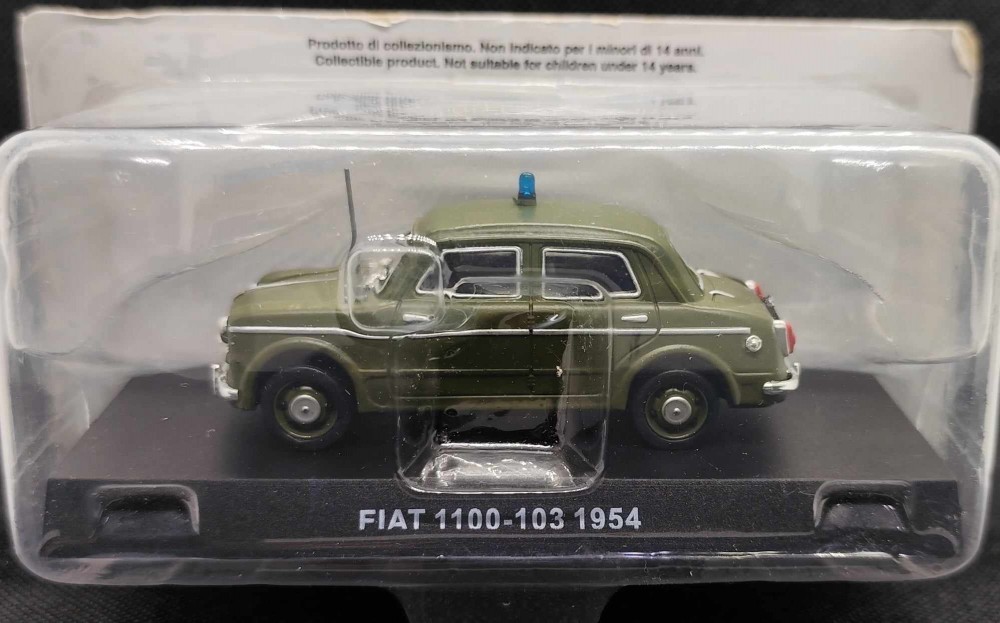 Prodotto di collezionismo. Non indicato per i minori di 14 anni.
Collectible product. Not suitable for children under 14 years.
FIAT 1100-103 1954